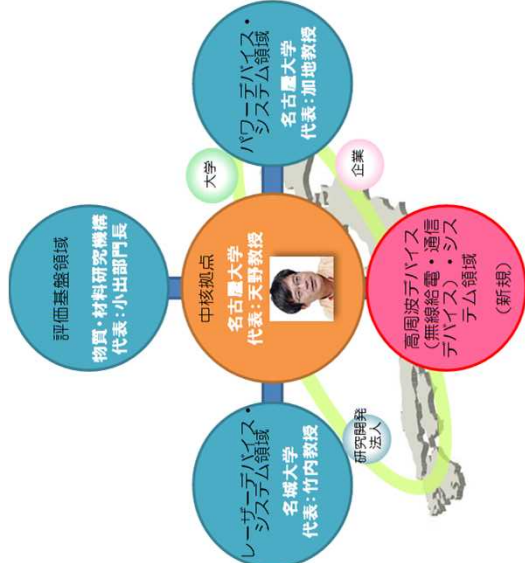 評価基盤領域
物質・材料研究機構
代表：小出部門長
レーザーデバイス・
システム領域
名城大学
代表：竹内教授
中核拠点
名古屋大学
代表：天野教授
パワーデバイス・
システム領域
名古屋大学
代表：加地教授
大学
企業
研究開発
法人
高周波デバイス
（無線給電・通信
デバイス）・シス
テム領域
（新規）